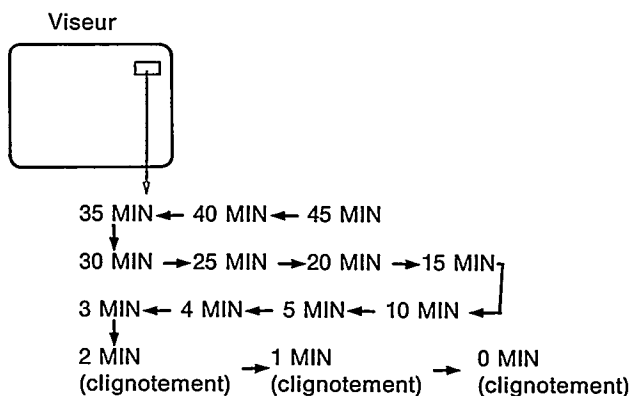 Viseur
35 MIN 40 MIN 45 MIN
30 MIN 25 MIN 20 MIN 15 MIN
3 MIN 4 MIN 5 MIN 10 MIN
2 MIN 1 MIN 0 MIN
(clignotement) (clignotement) (clignotement)